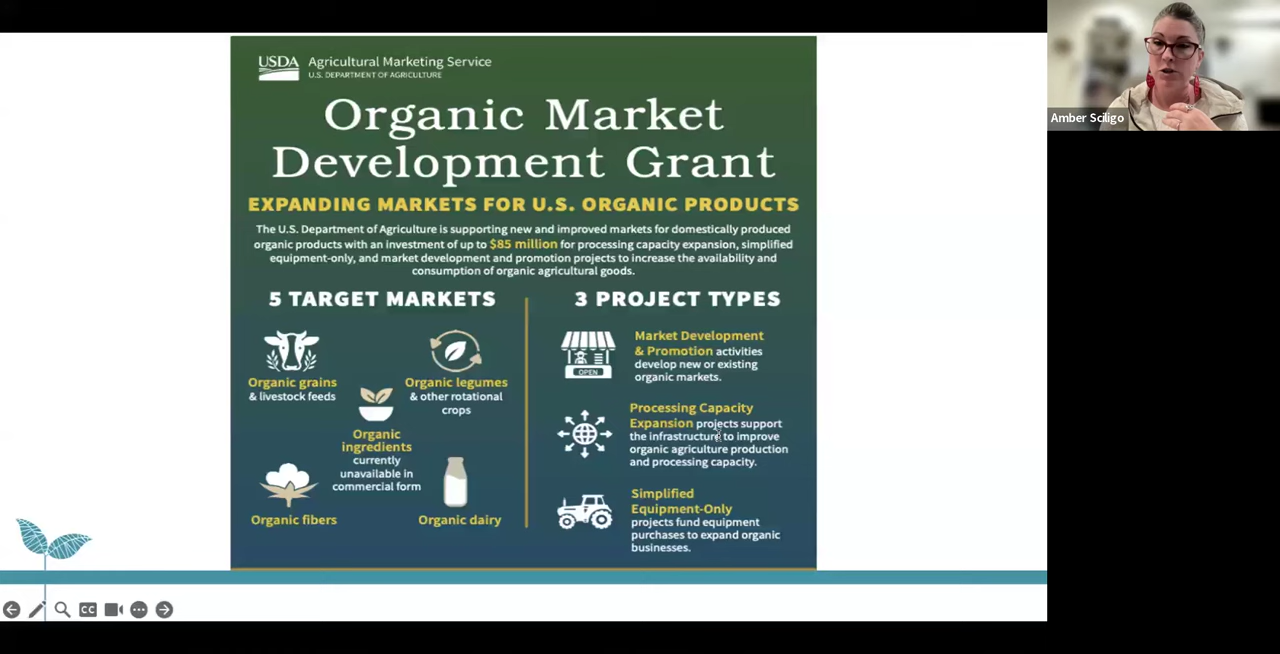 USDA
Agricultural Marketing Service
U.S. DEPARTMENT OF AGRICULTURE
Organic Market
Development Grant
EXPANDING MARKETS FOR U.S. ORGANIC PRODUCTS
The U.S. Department of Agriculture is supporting new and improved markets for domestically produced
organic products with an investment of up to $85 million for processing capacity expansion, simplified
equipment-only, and market development and promotion projects to increase the availability and
consumption of organic agricultural goods.
5 TARGET MARKETS
Organic grains
& livestock feeds
Organic legumes
& other rotational
crops
Organic
ingredients
currently
unavailable in
commercial form
Organic fibers
Organic dairy
3 PROJECT TYPES
OPEN
Market Development
& Promotion activities
develop new or existing
organic markets.
Processing Capacity
Expansion projects support
the infrastructure to improve
organic agriculture production
and processing capacity.
Simplified
Equipment-Only
projects fund equipment
purchases to expand organic
businesses.
CC
Amber Sciligo